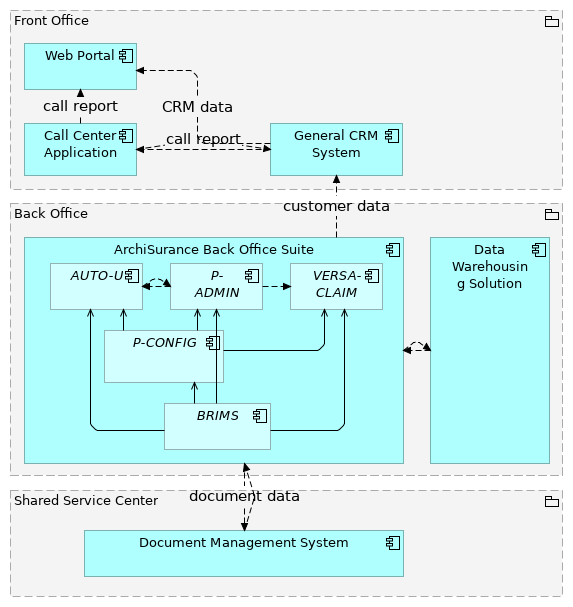 Front Office
Web Portal
call report
CRM data
Call Center
Application
call report
General CRM
System
customer data
Back Office
ArchiSurance Back Office Suite
AUTO-U
P-
ADMIN
VERSA-
CLAIM
P-CONFIG
BRIMS
Data
Warehousin
g Solution
document data
Shared Service Center
Document Management System